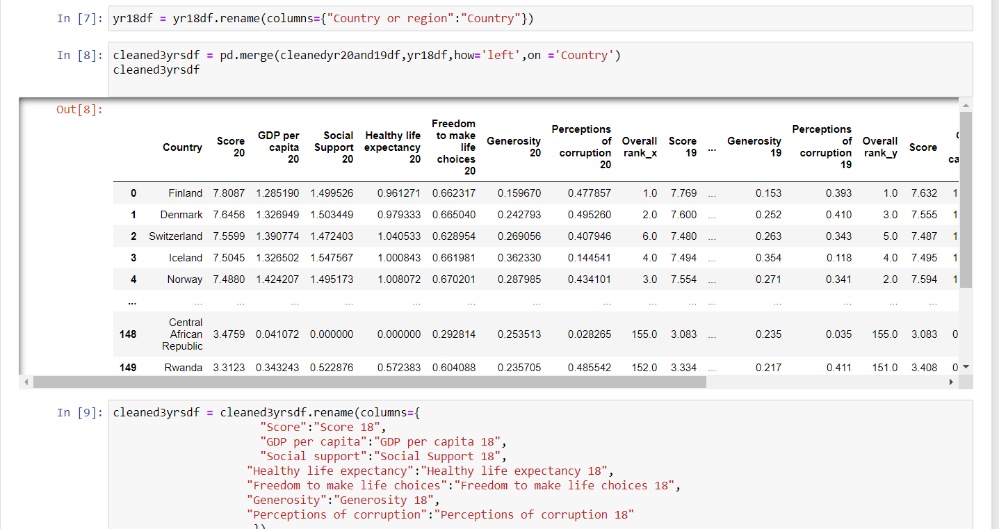 In [7]: yr18df = yr18df.rename(columns={"Country or region":"Country"})
In [8]: cleaned3yrsdf = pd.merge(cleanedyr20and19df,yr18df,how='left',on ='Country')
cleaned3yrsdf
Out[8]:
Country Score 20 GDP per capita 20 Social Support 20 Healthy life expectancy 20 Freedom to make life choices 20 Generosity 20 Perceptions of corruption 20 Overall rank_x Score 19 ... Generosity 19 Perceptions of corruption 19 Overall rank_y Score
0 Finland 7.8087 1.285190 1.499526 0.961271 0.662317 0.159670 0.477857 1.0 7.769 ... 0.153 0.393 1.0 7.632 1
1 Denmark 7.6456 1.326949 1.503449 0.979333 0.665040 0.242793 0.495260 2.0 7.600 ... 0.252 0.410 3.0 7.555 1
2 Switzerland 7.5599 1.390774 1.472403 1.040533 0.628954 0.269056 0.407946 6.0 7.480 ... 0.263 0.343 5.0 7.487 1
3 Iceland 7.5045 1.326502 1.547567 1.000843 0.661981 0.362330 0.144541 4.0 7.494 ... 0.354 0.118 4.0 7.495 1
4 Norway 7.4880 1.424207 1.495173 1.008072 0.670201 0.287985 0.434101 3.0 7.554 ... 0.271 0.341 2.0 7.594 1
... ... ... ... ... ... ... ... ... ... ... ... ... ... ... ...
148 Central African Republic 3.4759 0.041072 0.000000 0.000000 0.292814 0.253513 0.028265 155.0 3.083 ... 0.235 0.035 155.0 3.083 0
149 Rwanda 3.3123 0.343243 0.522876 0.572383 0.604088 0.235705 0.485542 152.0 3.334 ... 0.217 0.411 151.0 3.408 0
In [9]: cleaned3yrsdf = cleaned3yrsdf.rename(columns={
"Score":"Score 18",
"GDP per capita":"GDP per capita 18",
"Social support":"Social Support 18",
"Healthy life expectancy":"Healthy life expectancy 18",
"Freedom to make life choices":"Freedom to make life choices 18",
"Generosity":"Generosity 18",
"Perceptions of corruption":"Perceptions of corruption 18"
})